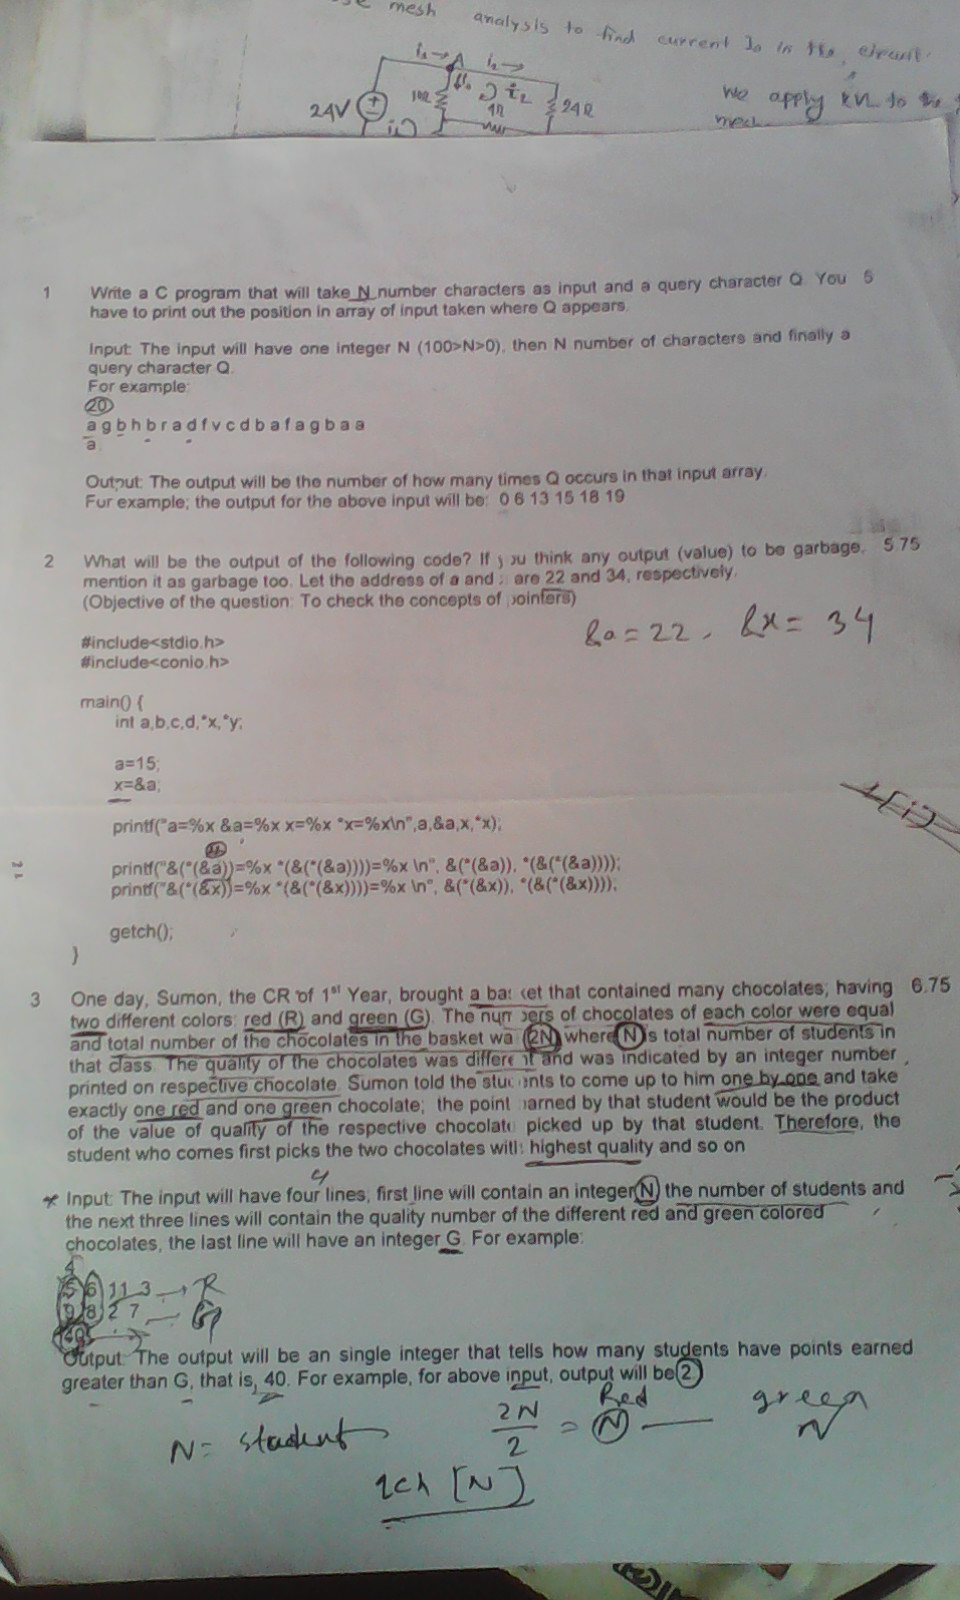 mesh analysis to find current Io in the circuit.
i₁→ A i₂→
24V
24Ω
we apply KVL to the
mesh
1 Write a C program that will take N number characters as input and a query character Q. You 5
have to print out the position in array of input taken where Q appears.
Input: The input will have one integer N (100>N>0), then N number of characters and finally a
query character Q.
For example:
20
a g b h b r a d f v c d b a f a g b a a
a
Output: The output will be the number of how many times Q occurs in that input array.
For example; the output for the above input will be: 0 6 13 15 18 19
2 What will be the output of the following code? If you think any output (value) to be garbage, 5.75
mention it as garbage too. Let the address of a and are 22 and 34, respectively.
(Objective of the question: To check the concepts of pointers)
&a=22, &x=34
#include<stdio.h>
#include<conio.h>
main() {
int a,b,c,d,*x,*y;
a=15;
x=&a;
1(i)
printf("a=%x &a=%x x=%x *x=%x\n",a,&a,x,*x);
printf("&(*(&a))=%x *(&(*(&a))))=%x \n", &(*(&a)), *(&(*(&a))));
printf("&(*(&x))=%x *(&(*(&x))))=%x \n", &(*(&x)), *(&(*(&x))));
getch();
}
3 One day, Sumon, the CR of 1st Year, brought a basket that contained many chocolates; having 6.75
two different colors: red (R) and green (G). The numbers of chocolates of each color were equal
and total number of the chocolates in the basket wa 2N where N is total number of students in
that class. The quality of the chocolates was different and was indicated by an integer number
printed on respective chocolate. Sumon told the students to come up to him one by one and take
exactly one red and one green chocolate; the point earned by that student would be the product
of the value of quality of the respective chocolate picked up by that student. Therefore, the
student who comes first picks the two chocolates with highest quality and so on
4
* Input: The input will have four lines; first line will contain an integer N the number of students and
the next three lines will contain the quality number of the different red and green colored
chocolates, the last line will have an integer G. For example:
4
5 6 11 3 → R
9 8 2 7 — G
40
Output: The output will be an single integer that tells how many students have points earned
greater than G, that is, 40. For example, for above input, output will be 2
N = student 2N/2 = N — Red green N
2ch [N]